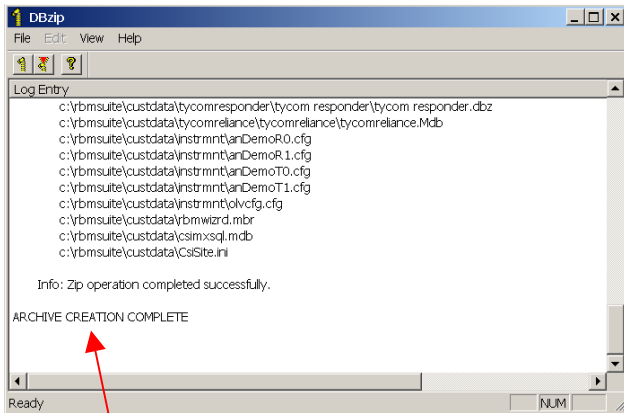 DBzip
File Edit View Help
Log Entry
c:\rbmsuite\custdata\tycomresponder\tycom responder\tycom responder.dbz
c:\rbmsuite\custdata\tycomreliance\tycomreliance\tycomreliance.Mdb
c:\rbmsuite\custdata\instrmnt\anDemoR0.cfg
c:\rbmsuite\custdata\instrmnt\anDemoR1.cfg
c:\rbmsuite\custdata\instrmnt\anDemoT0.cfg
c:\rbmsuite\custdata\instrmnt\anDemoT1.cfg
c:\rbmsuite\custdata\instrmnt\olvcfg.cfg
c:\rbmsuite\custdata\rbmwizrd.mbr
c:\rbmsuite\custdata\csimxsql.mdb
c:\rbmsuite\custdata\CsiSite.ini
Info: Zip operation completed successfully.
ARCHIVE CREATION COMPLETE
Ready NUM